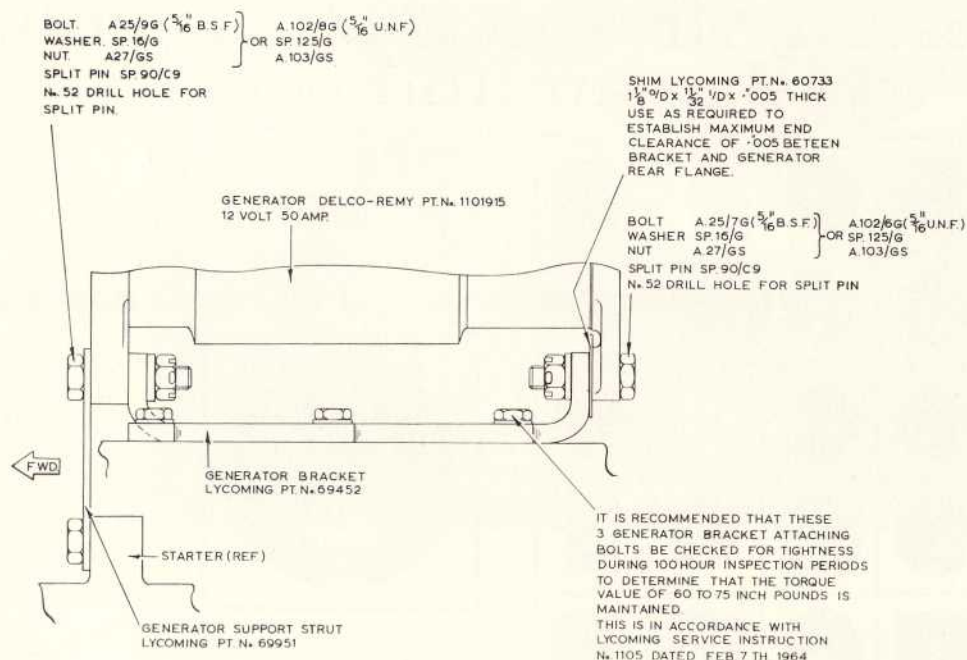 BOLT. A25/9G (5/16" B.S.F) } OR A.102/8G (5/16" U.N.F)
WASHER. SP.16/G SP.125/G
NUT. A27/GS A.103/GS
SPLIT PIN SP.90/C9
No. 52 DRILL HOLE FOR
SPLIT PIN.
SHIM LYCOMING PT.No. 60733
1 1/8" O/D x 11/32" I/D x .005" THICK
USE AS REQUIRED TO
ESTABLISH MAXIMUM END
CLEARANCE OF .005" BETEEN
BRACKET AND GENERATOR
REAR FLANGE.
GENERATOR DELCO-REMY PT.No. 1101915
12 VOLT 50 AMP.
BOLT A.25/7G (5/16" B.S.F.) } OR A.102/6G (5/16" U.N.F.)
WASHER SP.16/G SP.125/G
NUT A.27/GS A.103/GS
SPLIT PIN SP.90/C9
No. 52 DRILL HOLE FOR SPLIT PIN
FWD.
GENERATOR BRACKET
LYCOMING PT.No. 69452
STARTER (REF)
GENERATOR SUPPORT STRUT
LYCOMING PT.No. 69951
IT IS RECOMMENDED THAT THESE
3 GENERATOR BRACKET ATTACHING
BOLTS BE CHECKED FOR TIGHTNESS
DURING 100 HOUR INSPECTION PERIODS
TO DETERMINE THAT THE TORQUE
VALUE OF 60 TO 75 INCH POUNDS IS
MAINTAINED.
THIS IS IN ACCORDANCE WITH
LYCOMING SERVICE INSTRUCTION
No. 1105 DATED FEB. 7 TH 1964